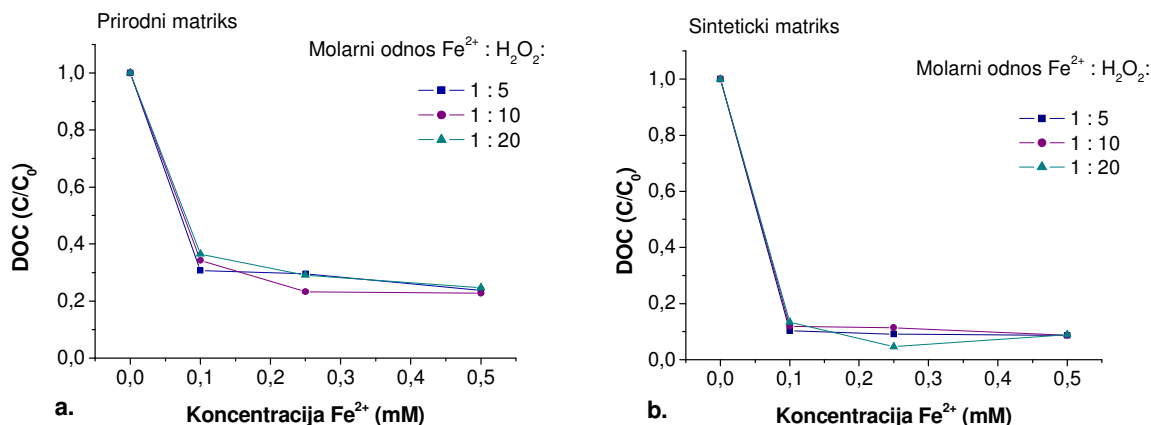 Prirodni matriks
Molarni odnos Fe²⁺ : H₂O₂:
1 : 5
1 : 10
1 : 20
1,0
0,8
0,6
0,4
0,2
0,0
DOC (C/C₀)
0,0 0,1 0,2 0,3 0,4 0,5
Koncentracija Fe²⁺ (mM)
a.
Sinteticki matriks
Molarni odnos Fe²⁺ : H₂O₂:
1 : 5
1 : 10
1 : 20
1,0
0,8
0,6
0,4
0,2
0,0
DOC (C/C₀)
0,0 0,1 0,2 0,3 0,4 0,5
Koncentracija Fe²⁺ (mM)
b.